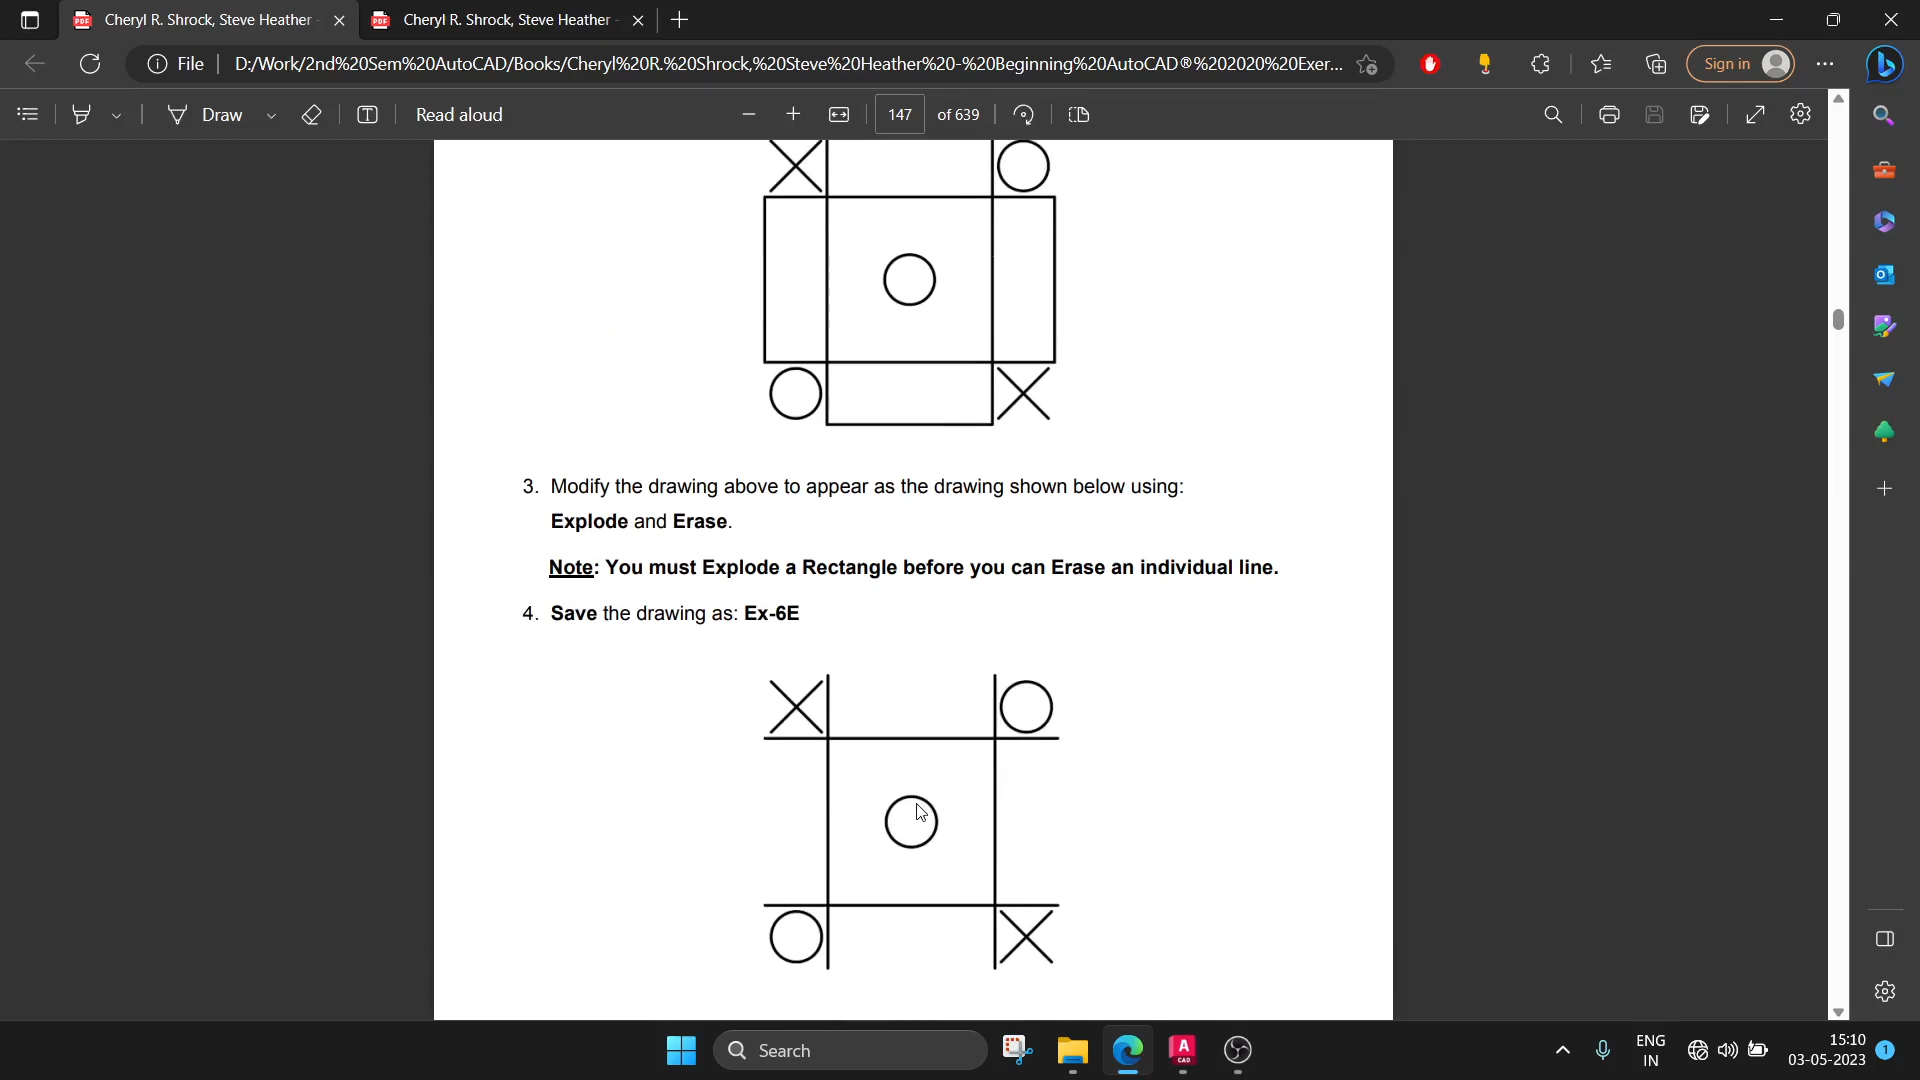 Cheryl R. Shrock, Steve Heather -
Cheryl R. Shrock, Steve Heather -
File
D:/Work/2nd%20Sem%20AutoCAD/Books/Cheryl%20R.%20Shrock,%20Steve%20Heather%20-%20Beginning%20AutoCAD®%202020%20Exer...
Sign in
Draw
Read aloud
147
of 639
3. Modify the drawing above to appear as the drawing shown below using:
Explode and Erase.
Note: You must Explode a Rectangle before you can Erase an individual line.
4. Save the drawing as: Ex-6E
Search
A
CAD
ENG
IN
15:10
03-05-2023
1